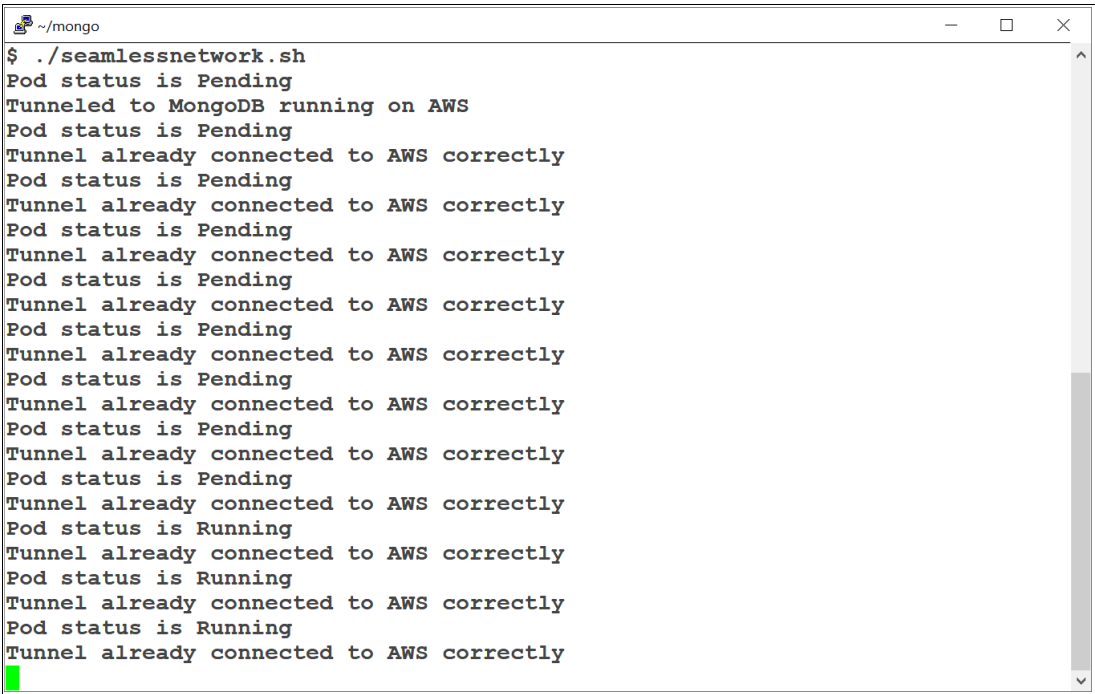 ~/mongo
$ ./seamlessnetwork.sh
Pod status is Pending
Tunneled to MongoDB running on AWS
Pod status is Pending
Tunnel already connected to AWS correctly
Pod status is Pending
Tunnel already connected to AWS correctly
Pod status is Pending
Tunnel already connected to AWS correctly
Pod status is Pending
Tunnel already connected to AWS correctly
Pod status is Pending
Tunnel already connected to AWS correctly
Pod status is Pending
Tunnel already connected to AWS correctly
Pod status is Pending
Tunnel already connected to AWS correctly
Pod status is Pending
Tunnel already connected to AWS correctly
Pod status is Running
Tunnel already connected to AWS correctly
Pod status is Running
Tunnel already connected to AWS correctly
Pod status is Running
Tunnel already connected to AWS correctly